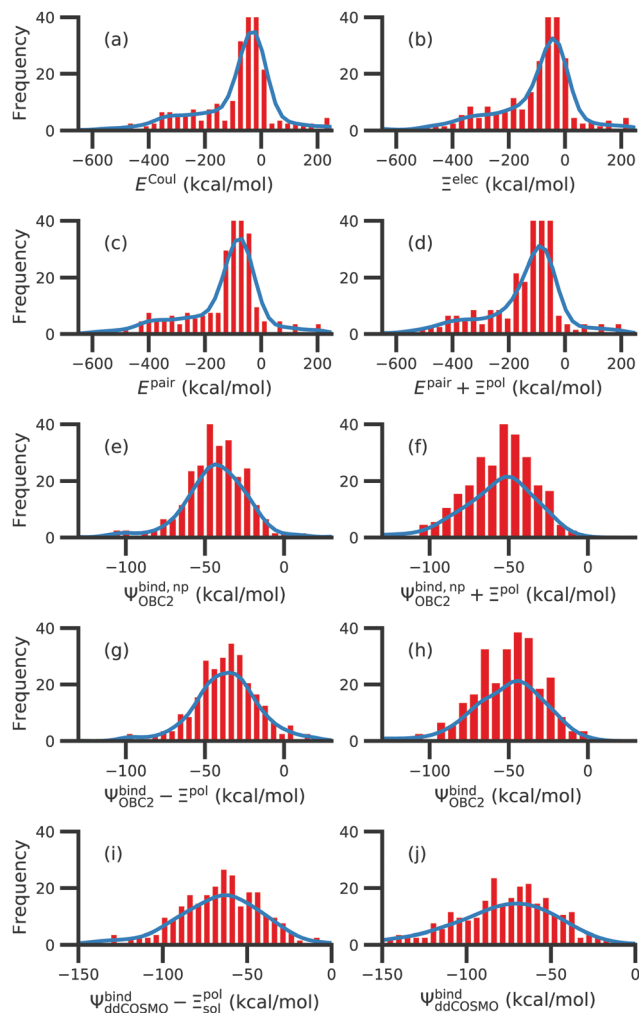 (a) (b)
Frequency
40
20
0
−600 −400 −200 0 200
E^Coul (kcal/mol)
40
20
0
−600 −400 −200 0 200
Ξ^elec (kcal/mol)
(c) (d)
Frequency
40
20
0
−600 −400 −200 0 200
E^pair (kcal/mol)
40
20
0
−600 −400 −200 0 200
E^pair + Ξ^pol (kcal/mol)
(e) (f)
Frequency
40
20
0
−100 −50 0
Ψ^bind, np_OBC2 (kcal/mol)
40
20
0
−100 −50 0
Ψ^bind, np_OBC2 + Ξ^pol (kcal/mol)
(g) (h)
Frequency
40
20
0
−100 −50 0
Ψ^bind_OBC2 − Ξ^pol (kcal/mol)
40
20
0
−100 −50 0
Ψ^bind_OBC2 (kcal/mol)
(i) (j)
Frequency
40
20
0
−150 −100 −50 0
Ψ^bind_ddCOSMO − Ξ^pol_sol (kcal/mol)
40
20
0
−150 −100 −50 0
Ψ^bind_ddCOSMO (kcal/mol)